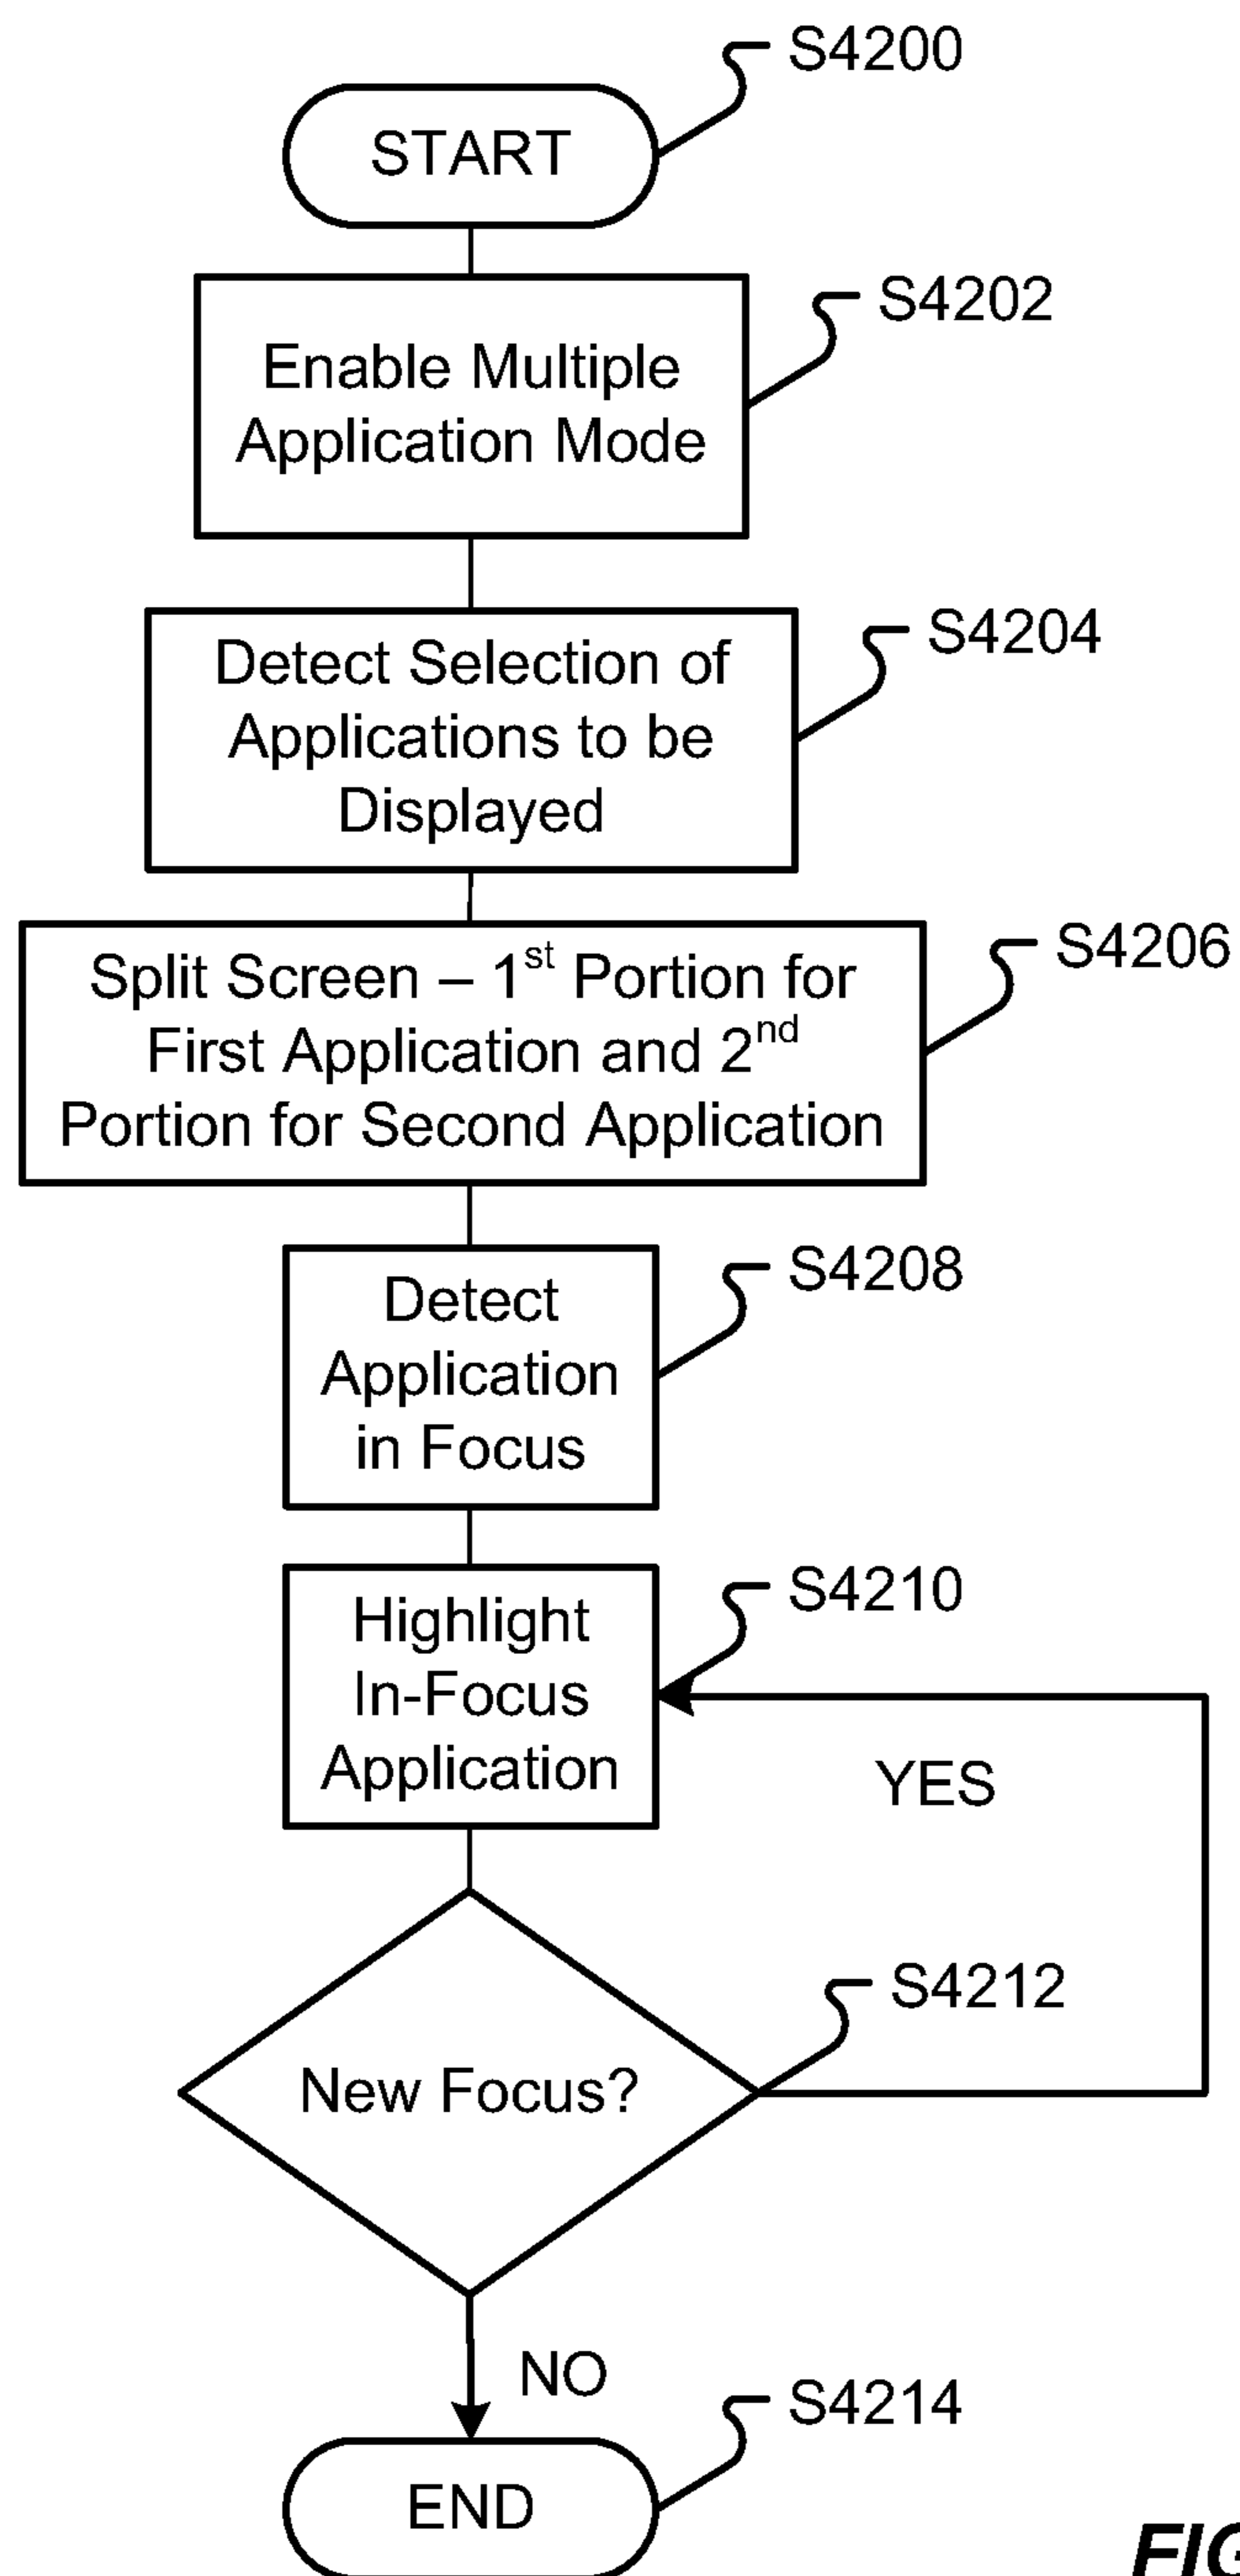 S4200
START
S4202
Enable Multiple
Application Mode
S4204
Detect Selection of
Applications to be
Displayed
S4206
Split Screen – 1st Portion for
First Application and 2nd
Portion for Second Application
S4208
Detect
Application
in Focus
S4210
Highlight
In-Focus
Application
YES
S4212
New Focus?
NO
S4214
END
FIG